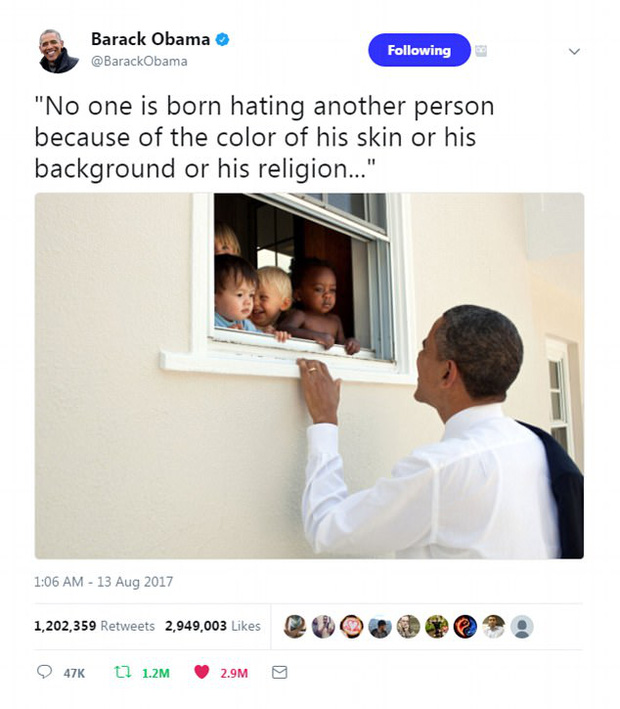 Barack Obama
@BarackObama
Following
"No one is born hating another person
because of the color of his skin or his
background or his religion..."
1:06 AM - 13 Aug 2017
1,202,359 Retweets 2,949,003 Likes
47K 1.2M 2.9M